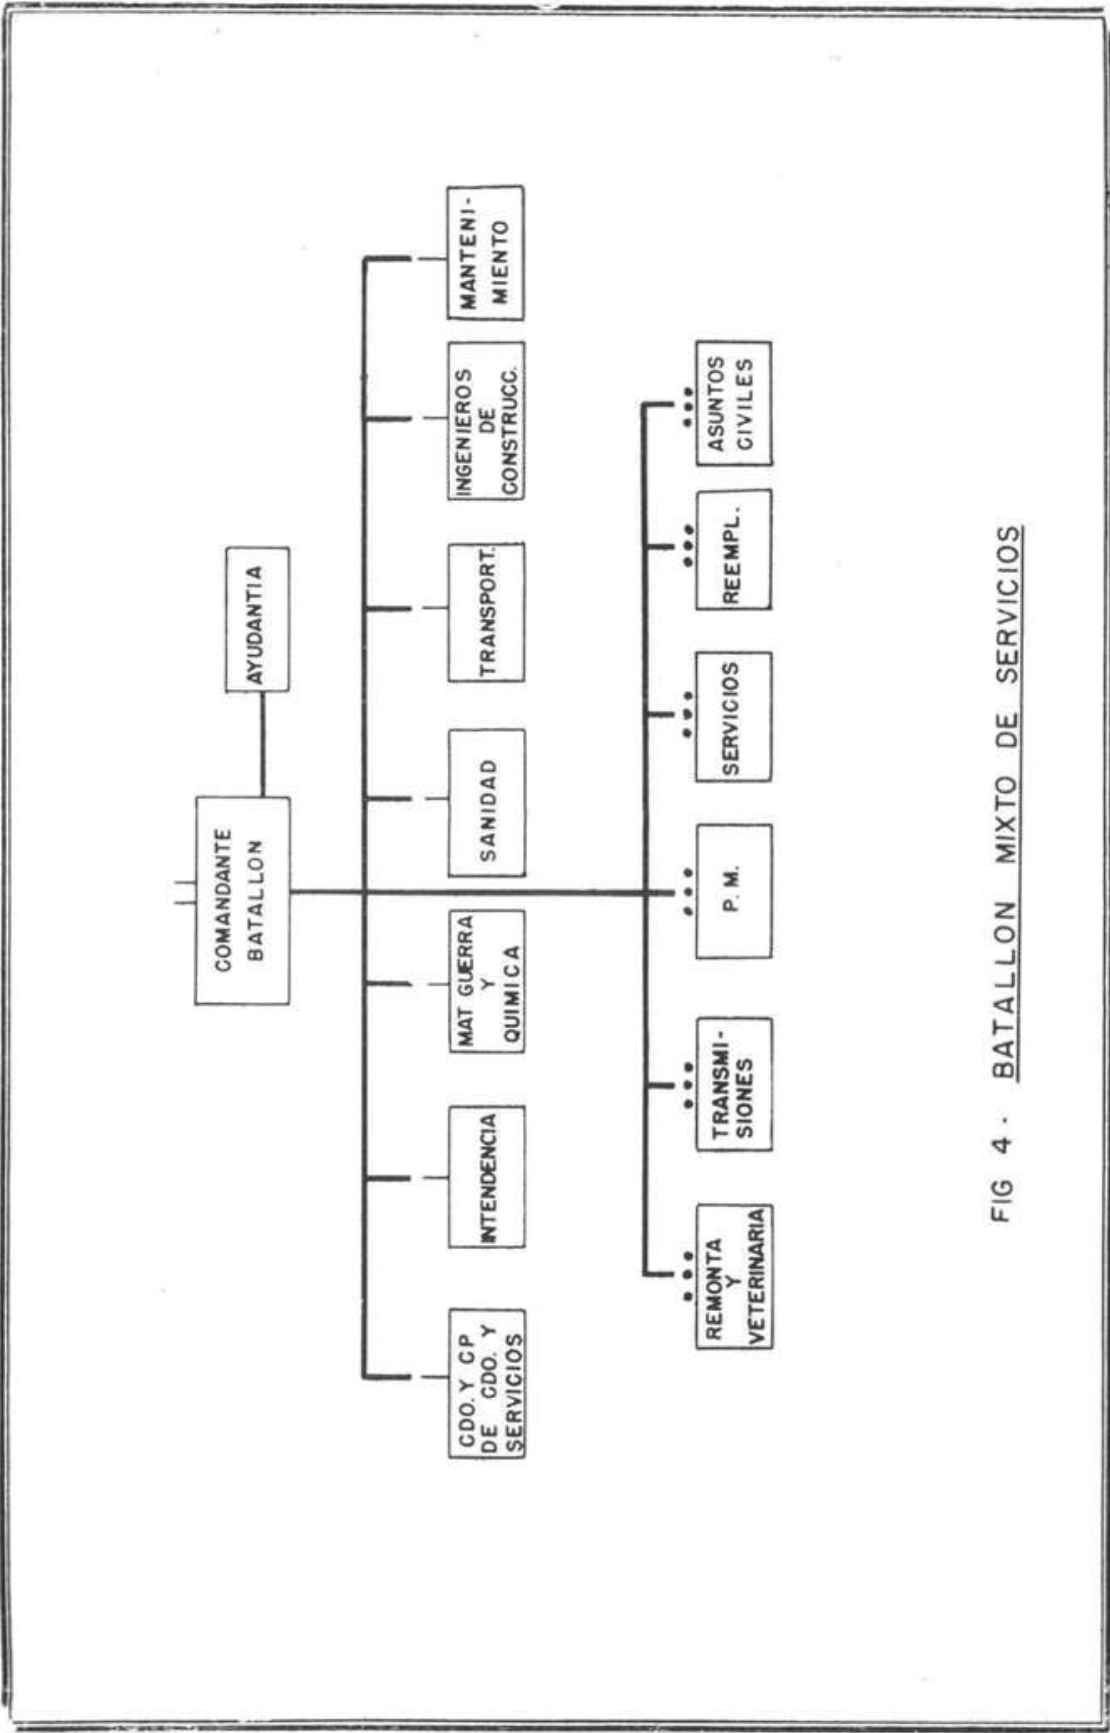 COMANDANTE
BATALLON
AYUDANTIA
CDO. Y CP
DE CDO. Y
SERVICIOS
INTENDENCIA
MAT GUERRA
Y
QUIMICA
SANIDAD
TRANSPORT.
INGENIEROS
DE
CONSTRUCC.
MANTENI-
MIENTO
REMONTA
Y
VETERINARIA
TRANSMI-
SIONES
P. M.
SERVICIOS
REEMPL.
ASUNTOS
CIVILES
FIG 4 - BATALLON MIXTO DE SERVICIOS